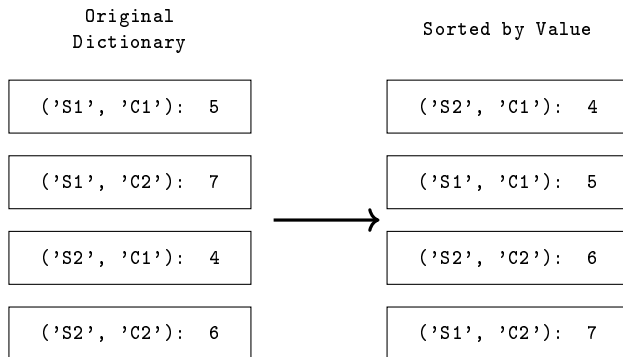 Original
Dictionary
('S1', 'C1'): 5
('S1', 'C2'): 7
('S2', 'C1'): 4
('S2', 'C2'): 6
Sorted by Value
('S2', 'C1'): 4
('S1', 'C1'): 5
('S2', 'C2'): 6
('S1', 'C2'): 7